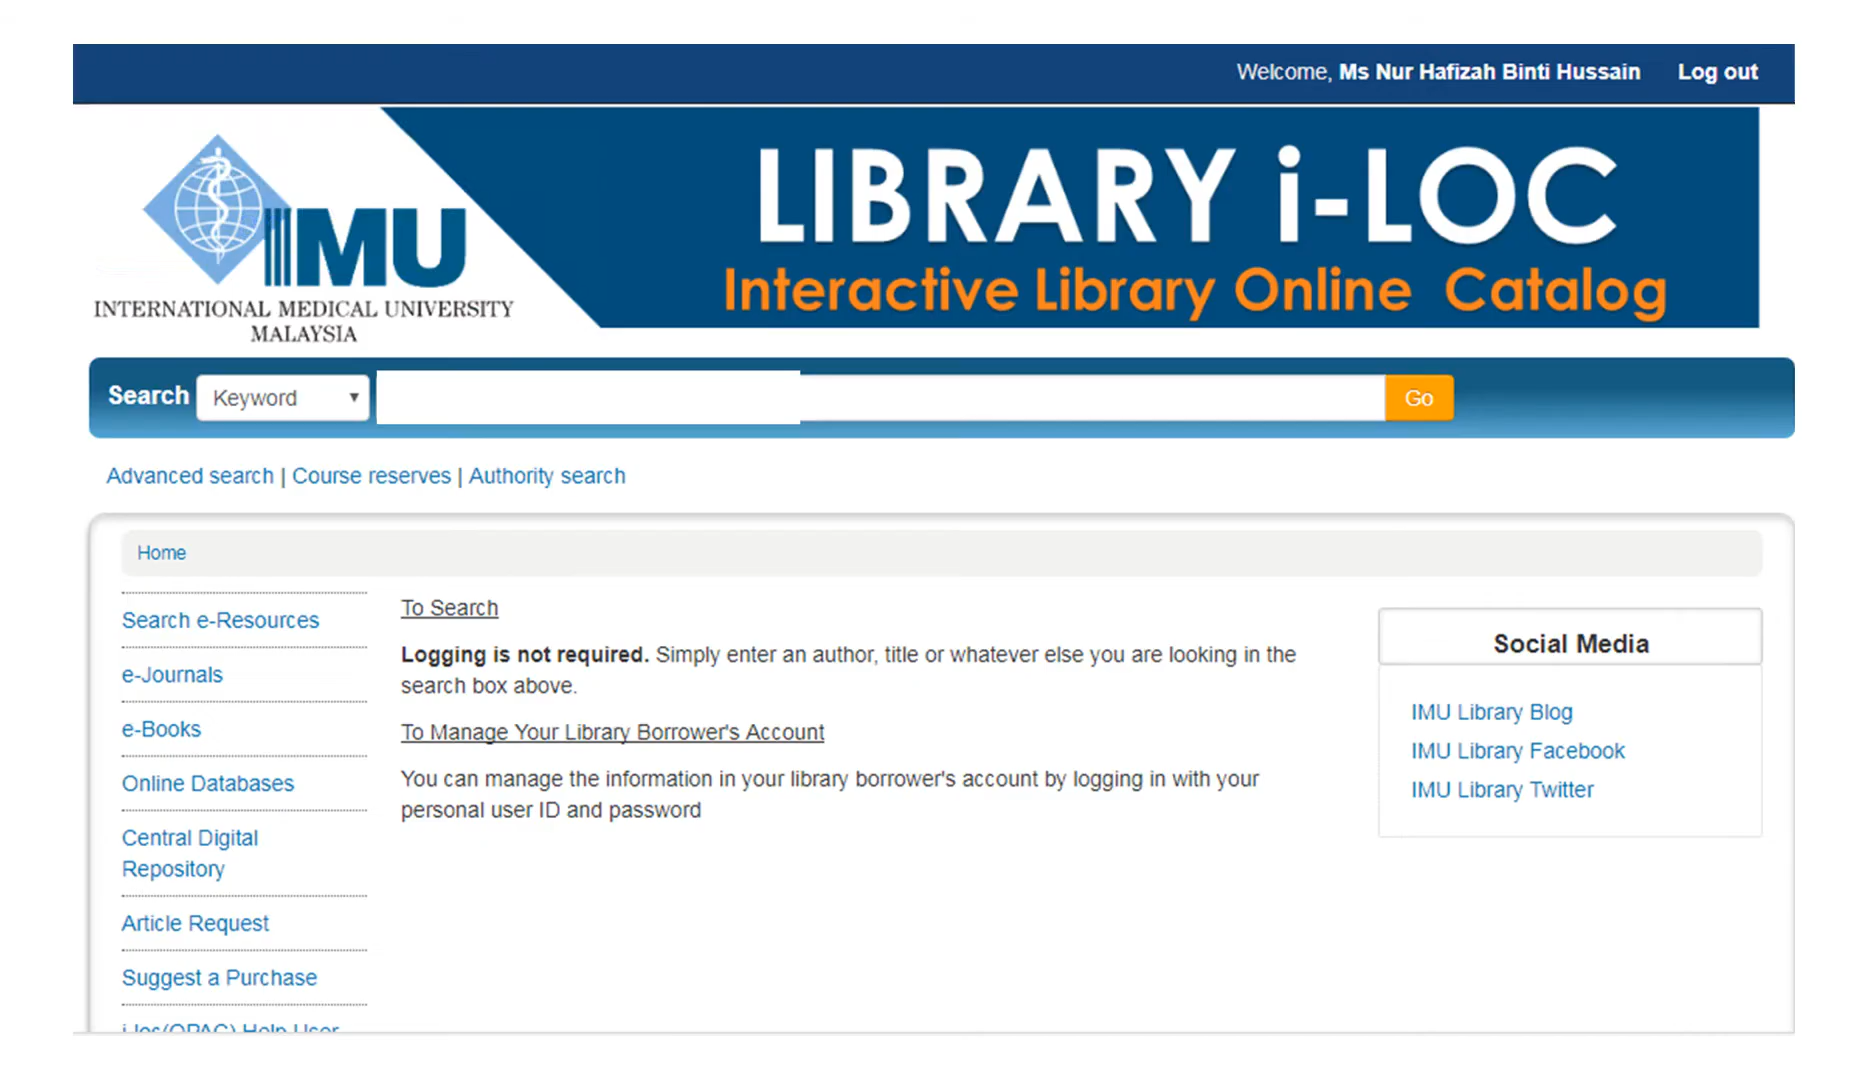 Welcome, Ms Nur Hafizah Binti Hussain Log out
LIBRARY i-LOC
Interactive Library Online Catalog
IMU
INTERNATIONAL MEDICAL UNIVERSITY
MALAYSIA
Search Keyword Go
Advanced search | Course reserves | Authority search
Home
Search e-Resources
e-Journals
e-Books
Online Databases
Central Digital
Repository
Article Request
Suggest a Purchase
i-loc(OPAC) Help User
To Search
Logging is not required. Simply enter an author, title or whatever else you are looking in the
search box above.
To Manage Your Library Borrower's Account
You can manage the information in your library borrower's account by logging in with your
personal user ID and password
Social Media
IMU Library Blog
IMU Library Facebook
IMU Library Twitter